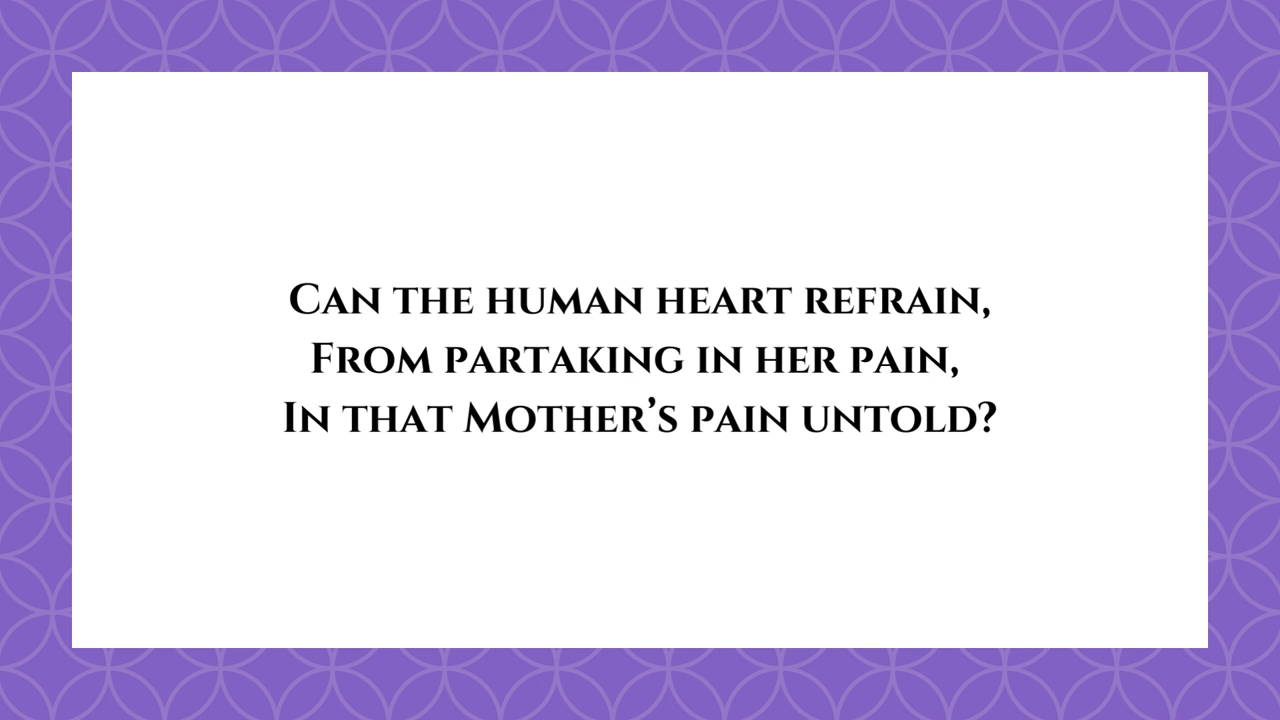 Can the human heart refrain,
From partaking in her pain,
In that Mother’s pain untold?